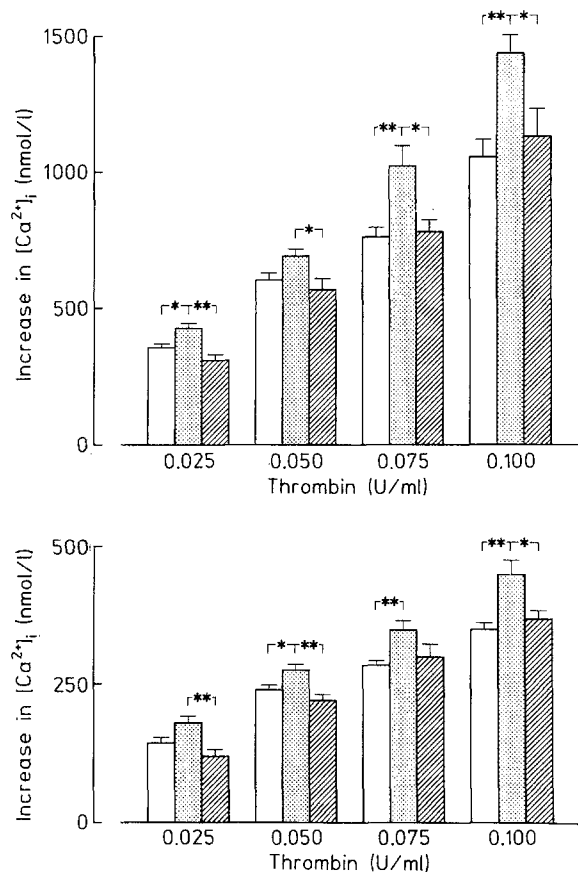 Increase in [Ca²⁺]ᵢ (nmol/l)
1500
1000
500
0
* **
*
** *
** *
0.025 0.050 0.075 0.100
Thrombin (U/ml)
Increase in [Ca²⁺]ᵢ (nmol/l)
500
250
0
**
* **
**
** *
0.025 0.050 0.075 0.100
Thrombin (U/ml)